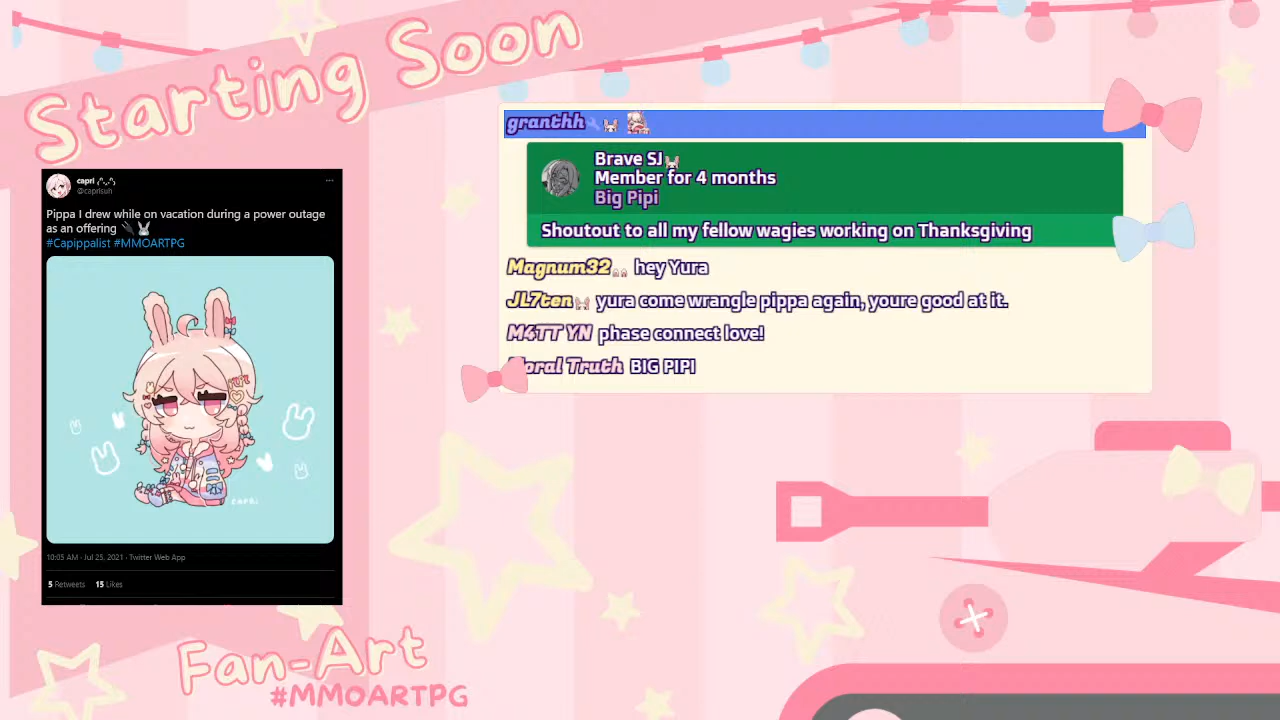 Starting Soon
capri
@caprisun
Pippa I drew while on vacation during a power outage
as an offering
#Capippalist #MMOARTPG
CAPRi
10:05 AM · Jul 25, 2021 · Twitter Web App
5 Retweets 15 Likes
Fan-Art
#MMOARTPG
granthh
Brave SJ
Member for 4 months
Big Pipi
Shoutout to all my fellow wagies working on Thanksgiving
Magnum32 hey Yura
JL7ten yura come wrangle pippa again, youre good at it.
M4TT YN phase connect love!
oral Truth BIG PIPI